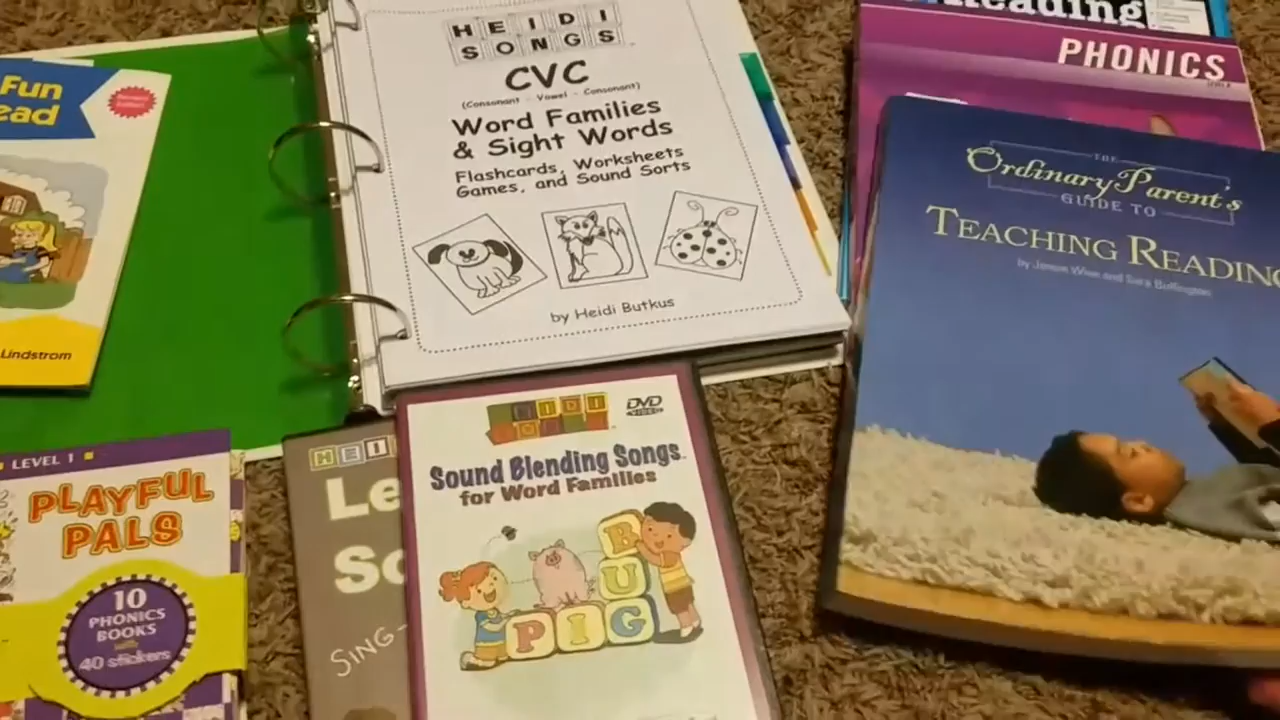 Fun
ead
Lindstrom
HEIDI
SONGS
CVC
(Consonant - Vowel - Consonant)
Word Families
& Sight Words
Flashcards, Worksheets
Games, and Sound Sorts
by Heidi Butkus
Reading
PHONICS
THE
Ordinary Parent's
GUIDE TO
TEACHING READING
by Jessie Wise and Sara Buffington
LEVEL 1
PLAYFUL
PALS
10
PHONICS
BOOKS
with
40 stickers
HEI
Le
So
SING-
HEIDI
SONGS
DVD
VIDEO
Sound Blending Songs
for Word Families
B
U
PIG